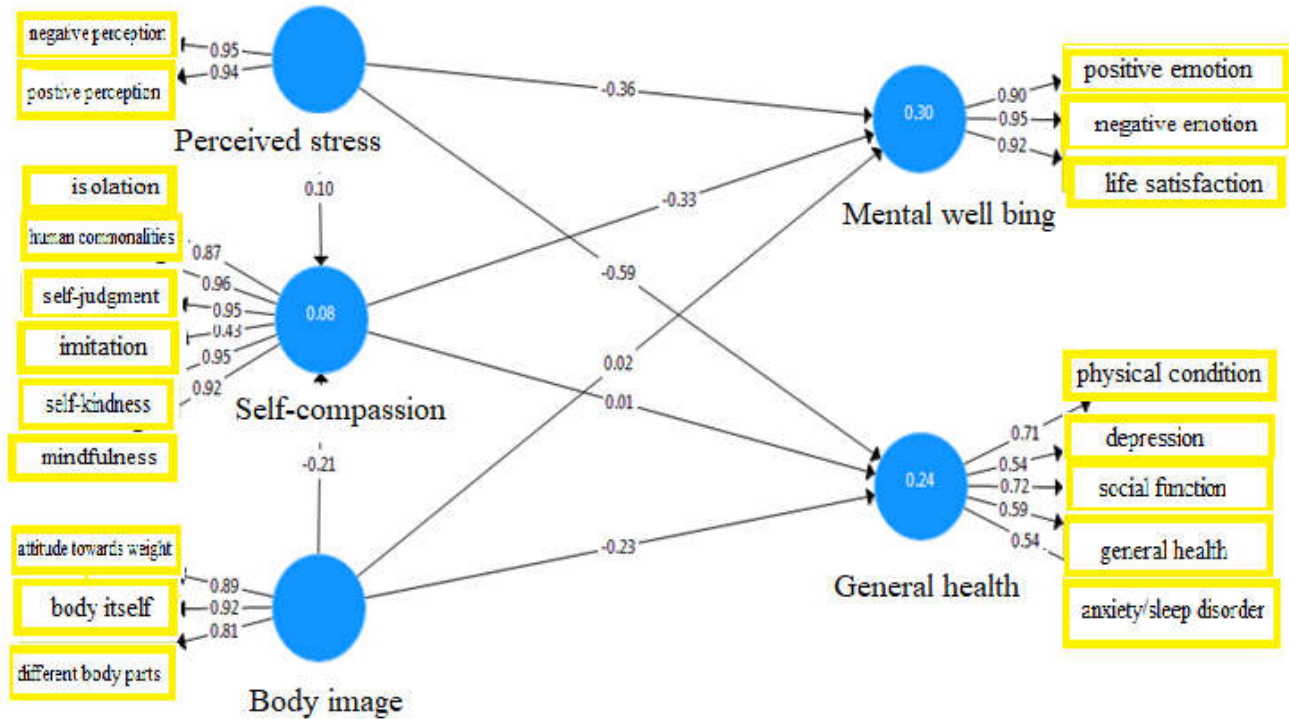 negative perception
postive perception
0.95
0.94
Perceived stress
-0.36
0.30
0.90
0.95
0.92
positive emotion
negative emotion
life satisfaction
Mental well bing
0.10
-0.33
-0.59
isolation
human commonalities
self-judgment
imitation
self-kindness
mindfulness
0.87
0.96
0.95
0.43
0.95
0.92
0.08
Self-compassion
0.02
0.01
-0.21
-0.23
0.24
General health
0.71
0.54
0.72
0.59
0.54
physical condition
depression
social function
general health
anxiety/sleep disorder
attitude towards weight
body itself
different body parts
0.89
0.92
0.81
Body image